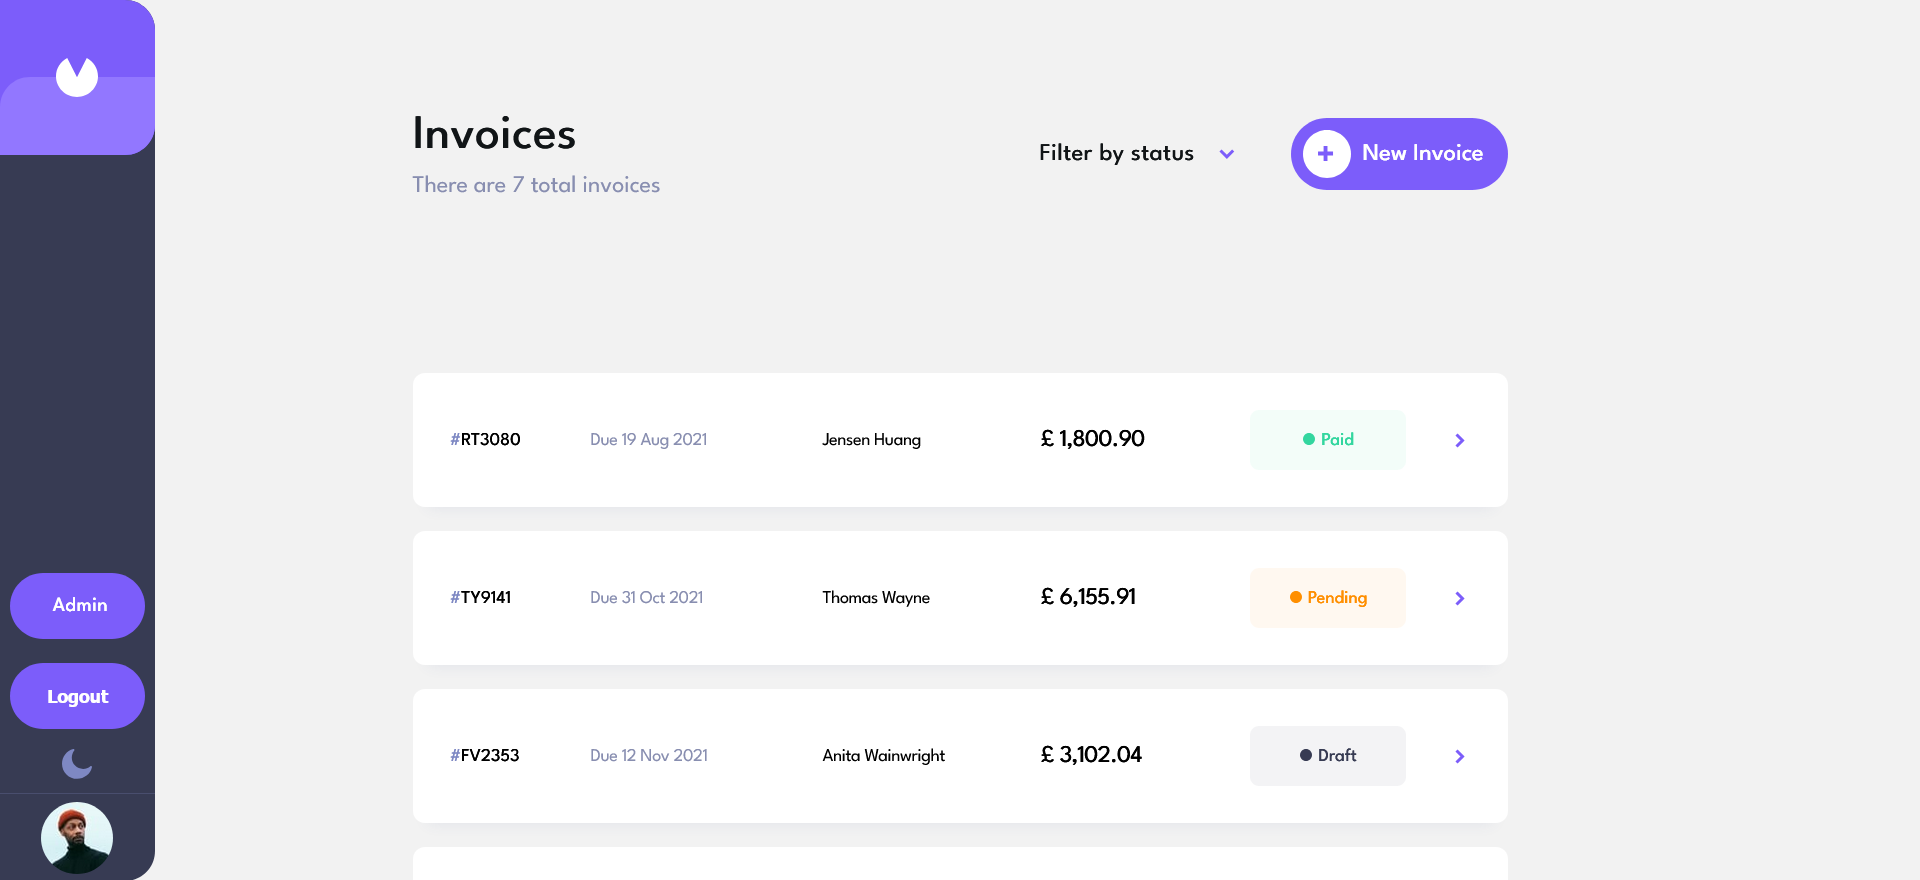 Invoices
There are 7 total invoices
Filter by status
New Invoice
#RT3080 Due 19 Aug 2021 Jensen Huang £ 1,800.90 Paid
#TY9141 Due 31 Oct 2021 Thomas Wayne £ 6,155.91 Pending
#FV2353 Due 12 Nov 2021 Anita Wainwright £ 3,102.04 Draft
Admin
Logout